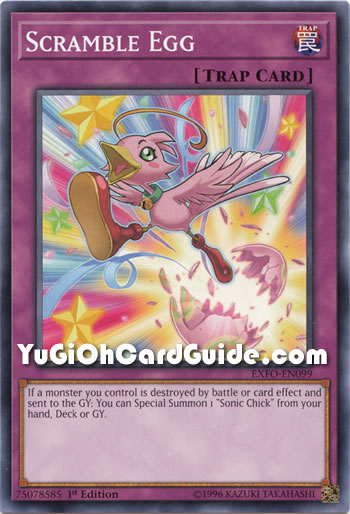 SCRAMBLE EGG
TRAP
罠
[TRAP CARD]
YuGiOhCardGuide.com
EXFO-EN099
If a monster you control is destroyed by battle or card effect and
sent to the GY: You can Special Summon 1 "Sonic Chick" from your
hand, Deck or GY.
75078585 1st Edition ©1996 KAZUKI TAKAHASHI